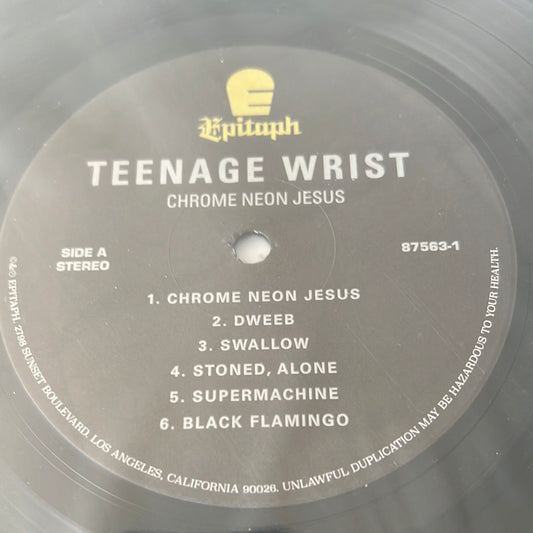 Epitaph
TEENAGE WRIST
CHROME NEON JESUS
SIDE A
STEREO
87563-1
1. CHROME NEON JESUS
2. DWEEB
3. SWALLOW
4. STONED, ALONE
5. SUPERMACHINE
6. BLACK FLAMINGO
EPITAPH. 2798 SUNSET BOULEVARD, LOS ANGELES, CALIFORNIA 90026. UNLAWFUL DUPLICATION MAY BE HAZARDOUS TO YOUR HEALTH.